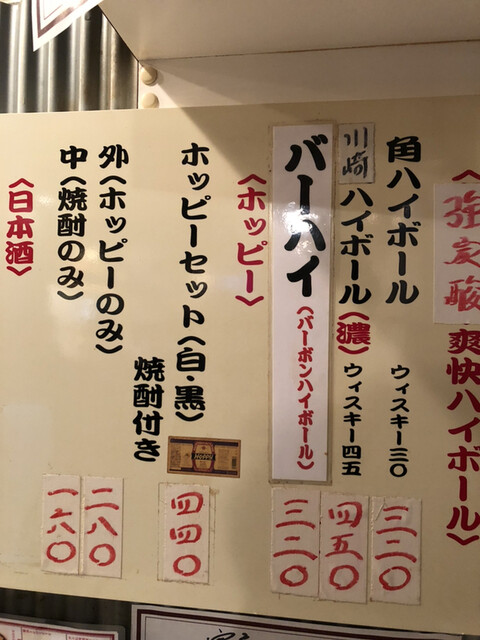 〈強炭酸 爽快ハイボール〉
角ハイボール ウィスキー三〇 三二〇
川崎ハイボール〈濃〉ウィスキー四五 四五〇
バーハイ〈バーボンハイボール〉 三二〇
〈ホッピー〉
ホッピーセット(白・黒) 四四〇
焼酎付き
外(ホッピーのみ) 二八〇
中(焼酎のみ) 一六〇
〈日本酒〉